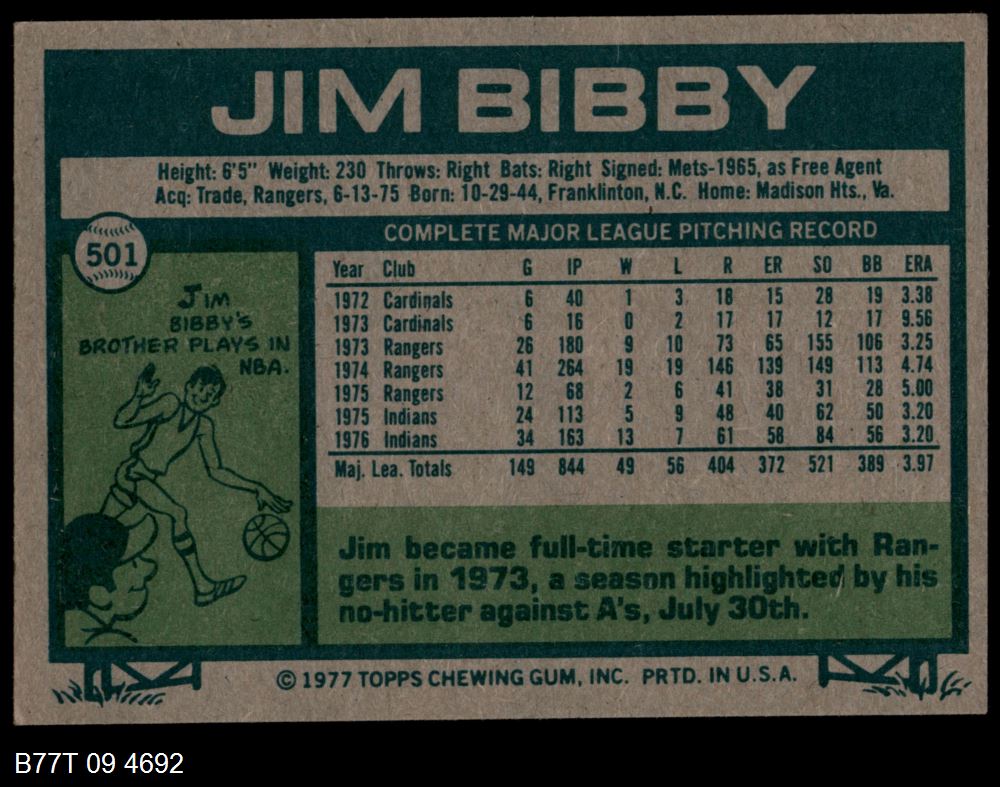 JIM BIBBY
Height: 6'5" Weight: 230 Throws: Right Bats: Right Signed: Mets-1965, as Free Agent
Acq: Trade, Rangers, 6-13-75 Born: 10-29-44, Franklinton, N.C. Home: Madison Hts., Va.
501
JIM
BIBBY'S
BROTHER PLAYS IN
NBA.
COMPLETE MAJOR LEAGUE PITCHING RECORD
Year Club G IP W L R ER SO BB ERA
1972 Cardinals 6 40 1 3 18 15 28 19 3.38
1973 Cardinals 6 16 0 2 17 17 12 17 9.56
1973 Rangers 26 180 9 10 73 65 155 106 3.25
1974 Rangers 41 264 19 19 146 139 149 113 4.74
1975 Rangers 12 68 2 6 41 38 31 28 5.00
1975 Indians 24 113 5 9 48 40 62 50 3.20
1976 Indians 34 163 13 7 61 58 84 56 3.20
Maj. Lea. Totals 149 844 49 56 404 372 521 389 3.97
Jim became full-time starter with Ran-
gers in 1973, a season highlighted by his
no-hitter against A's, July 30th.
© 1977 TOPPS CHEWING GUM, INC. PRTD. IN U.S.A.
B77T 09 4692